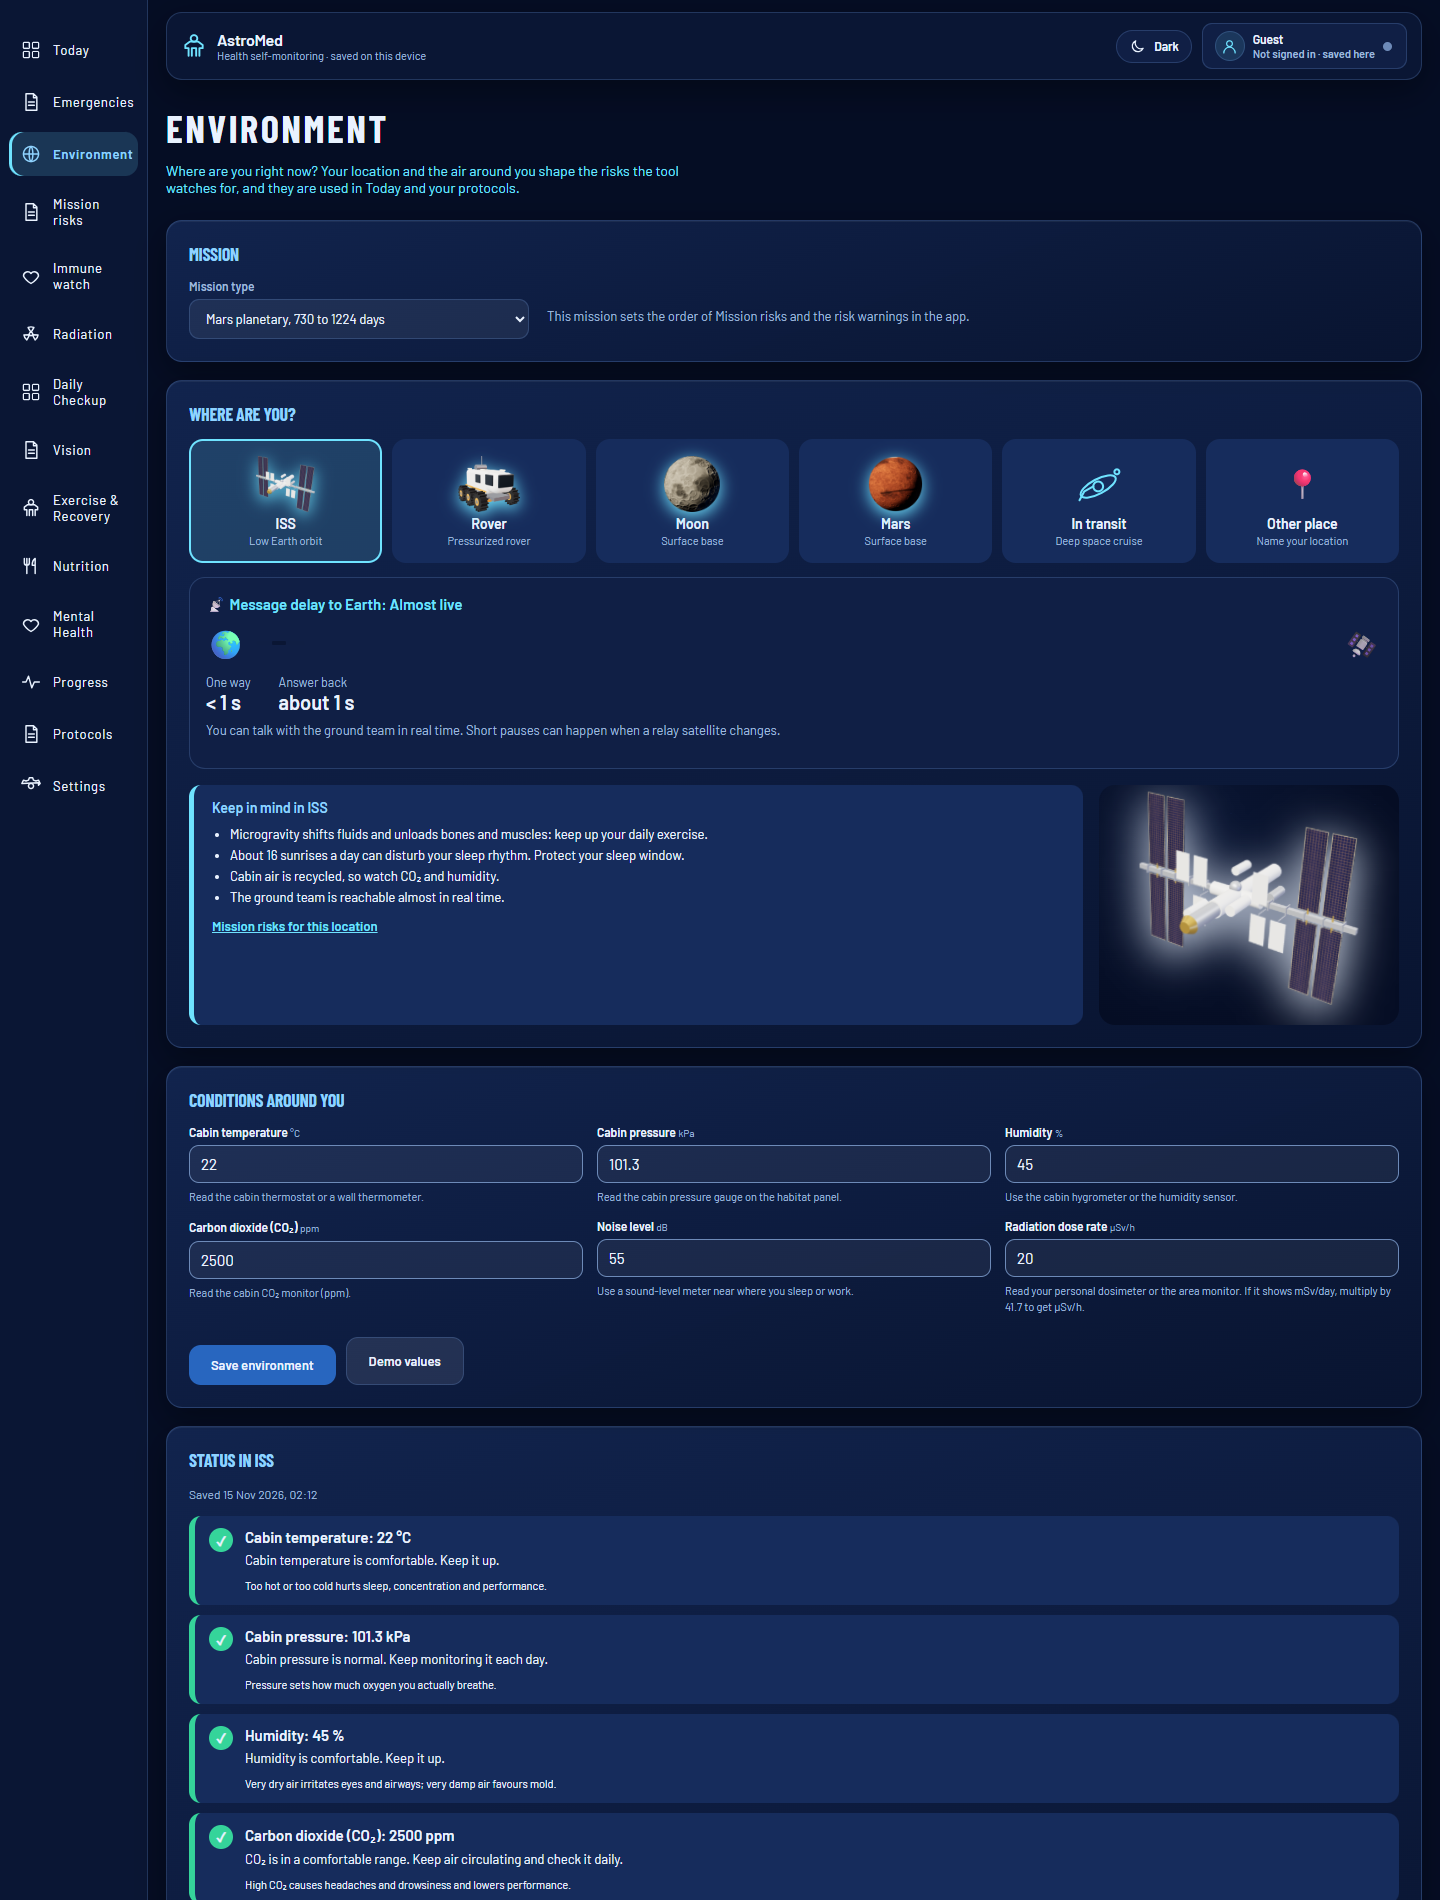 Today
Emergencies
Environment
Mission
risks
Immune
watch
Radiation
Daily
Checkup
Vision
Exercise &
Recovery
Nutrition
Mental
Health
Progress
Protocols
Settings
AstroMed
Health self-monitoring · saved on this device
Dark
Guest
Not signed in · saved here
ENVIRONMENT
Where are you right now? Your location and the air around you shape the risks the tool
watches for, and they are used in Today and your protocols.
MISSION
Mission type
Mars planetary, 730 to 1224 days
This mission sets the order of Mission risks and the risk warnings in the app.
WHERE ARE YOU?
ISS
Low Earth orbit
Rover
Pressurized rover
Moon
Surface base
Mars
Surface base
In transit
Deep space cruise
Other place
Name your location
Message delay to Earth: Almost live
One way
< 1 s
Answer back
about 1 s
You can talk with the ground team in real time. Short pauses can happen when a relay satellite changes.
Keep in mind in ISS
• Microgravity shifts fluids and unloads bones and muscles: keep up your daily exercise.
• About 16 sunrises a day can disturb your sleep rhythm. Protect your sleep window.
• Cabin air is recycled, so watch CO₂ and humidity.
• The ground team is reachable almost in real time.
Mission risks for this location
CONDITIONS AROUND YOU
Cabin temperature °C
22
Read the cabin thermostat or a wall thermometer.
Cabin pressure kPa
101.3
Read the cabin pressure gauge on the habitat panel.
Humidity %
45
Use the cabin hygrometer or the humidity sensor.
Carbon dioxide (CO₂) ppm
2500
Read the cabin CO₂ monitor (ppm).
Noise level dB
55
Use a sound-level meter near where you sleep or work.
Radiation dose rate µSv/h
20
Read your personal dosimeter or the area monitor. If it shows mSv/day, multiply by
41.7 to get µSv/h.
Save environment
Demo values
STATUS IN ISS
Saved 15 Nov 2026, 02:12
Cabin temperature: 22 °C
Cabin temperature is comfortable. Keep it up.
Too hot or too cold hurts sleep, concentration and performance.
Cabin pressure: 101.3 kPa
Cabin pressure is normal. Keep monitoring it each day.
Pressure sets how much oxygen you actually breathe.
Humidity: 45 %
Humidity is comfortable. Keep it up.
Very dry air irritates eyes and airways; very damp air favours mold.
Carbon dioxide (CO₂): 2500 ppm
CO₂ is in a comfortable range. Keep air circulating and check it daily.
High CO₂ causes headaches and drowsiness and lowers performance.